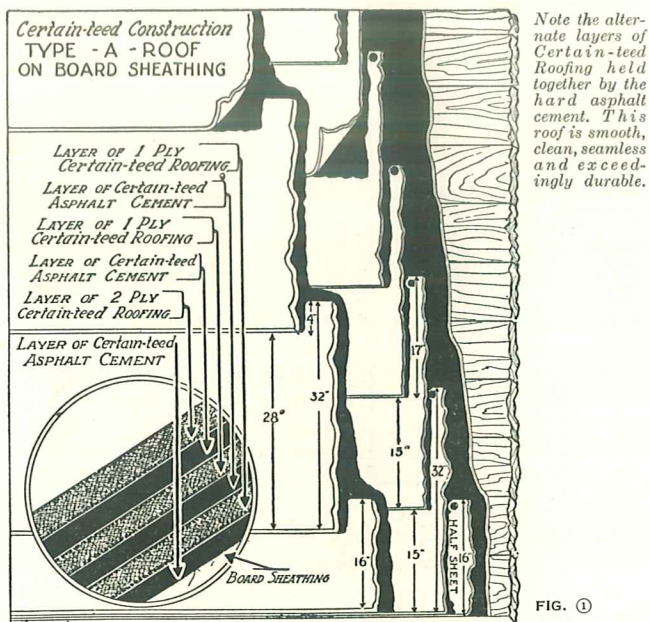 Certain-teed Construction
TYPE - A - ROOF
ON BOARD SHEATHING
Note the alter-
nate layers of
Certain-teed
Roofing held
together by the
hard asphalt
cement. This
roof is smooth,
clean, seamless
and exceed-
ingly durable.
LAYER OF 1 PLY
Certain-teed ROOFING
LAYER OF Certain-teed
ASPHALT CEMENT
LAYER OF 1 PLY
Certain-teed ROOFING
LAYER OF Certain-teed
ASPHALT CEMENT
LAYER OF 2 PLY
Certain-teed ROOFING
LAYER OF Certain-teed
ASPHALT CEMENT
4"
17"
32"
28"
15"
32"
16"
15"
HALF SHEET
16"
BOARD SHEATHING
FIG. ①